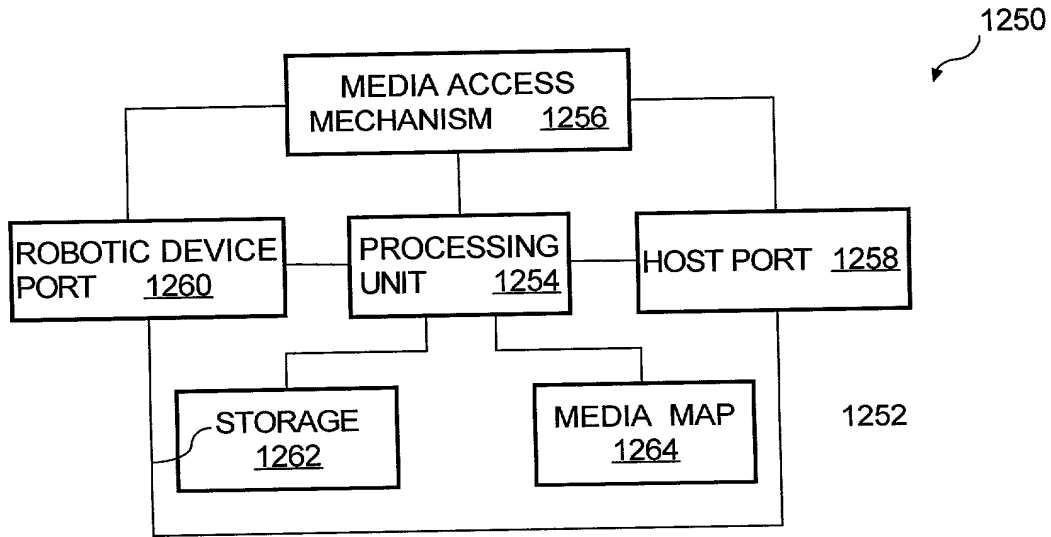 1250
MEDIA ACCESS
MECHANISM 1256
ROBOTIC DEVICE
PORT 1260
PROCESSING
UNIT 1254
HOST PORT 1258
STORAGE
1262
MEDIA MAP
1264
1252